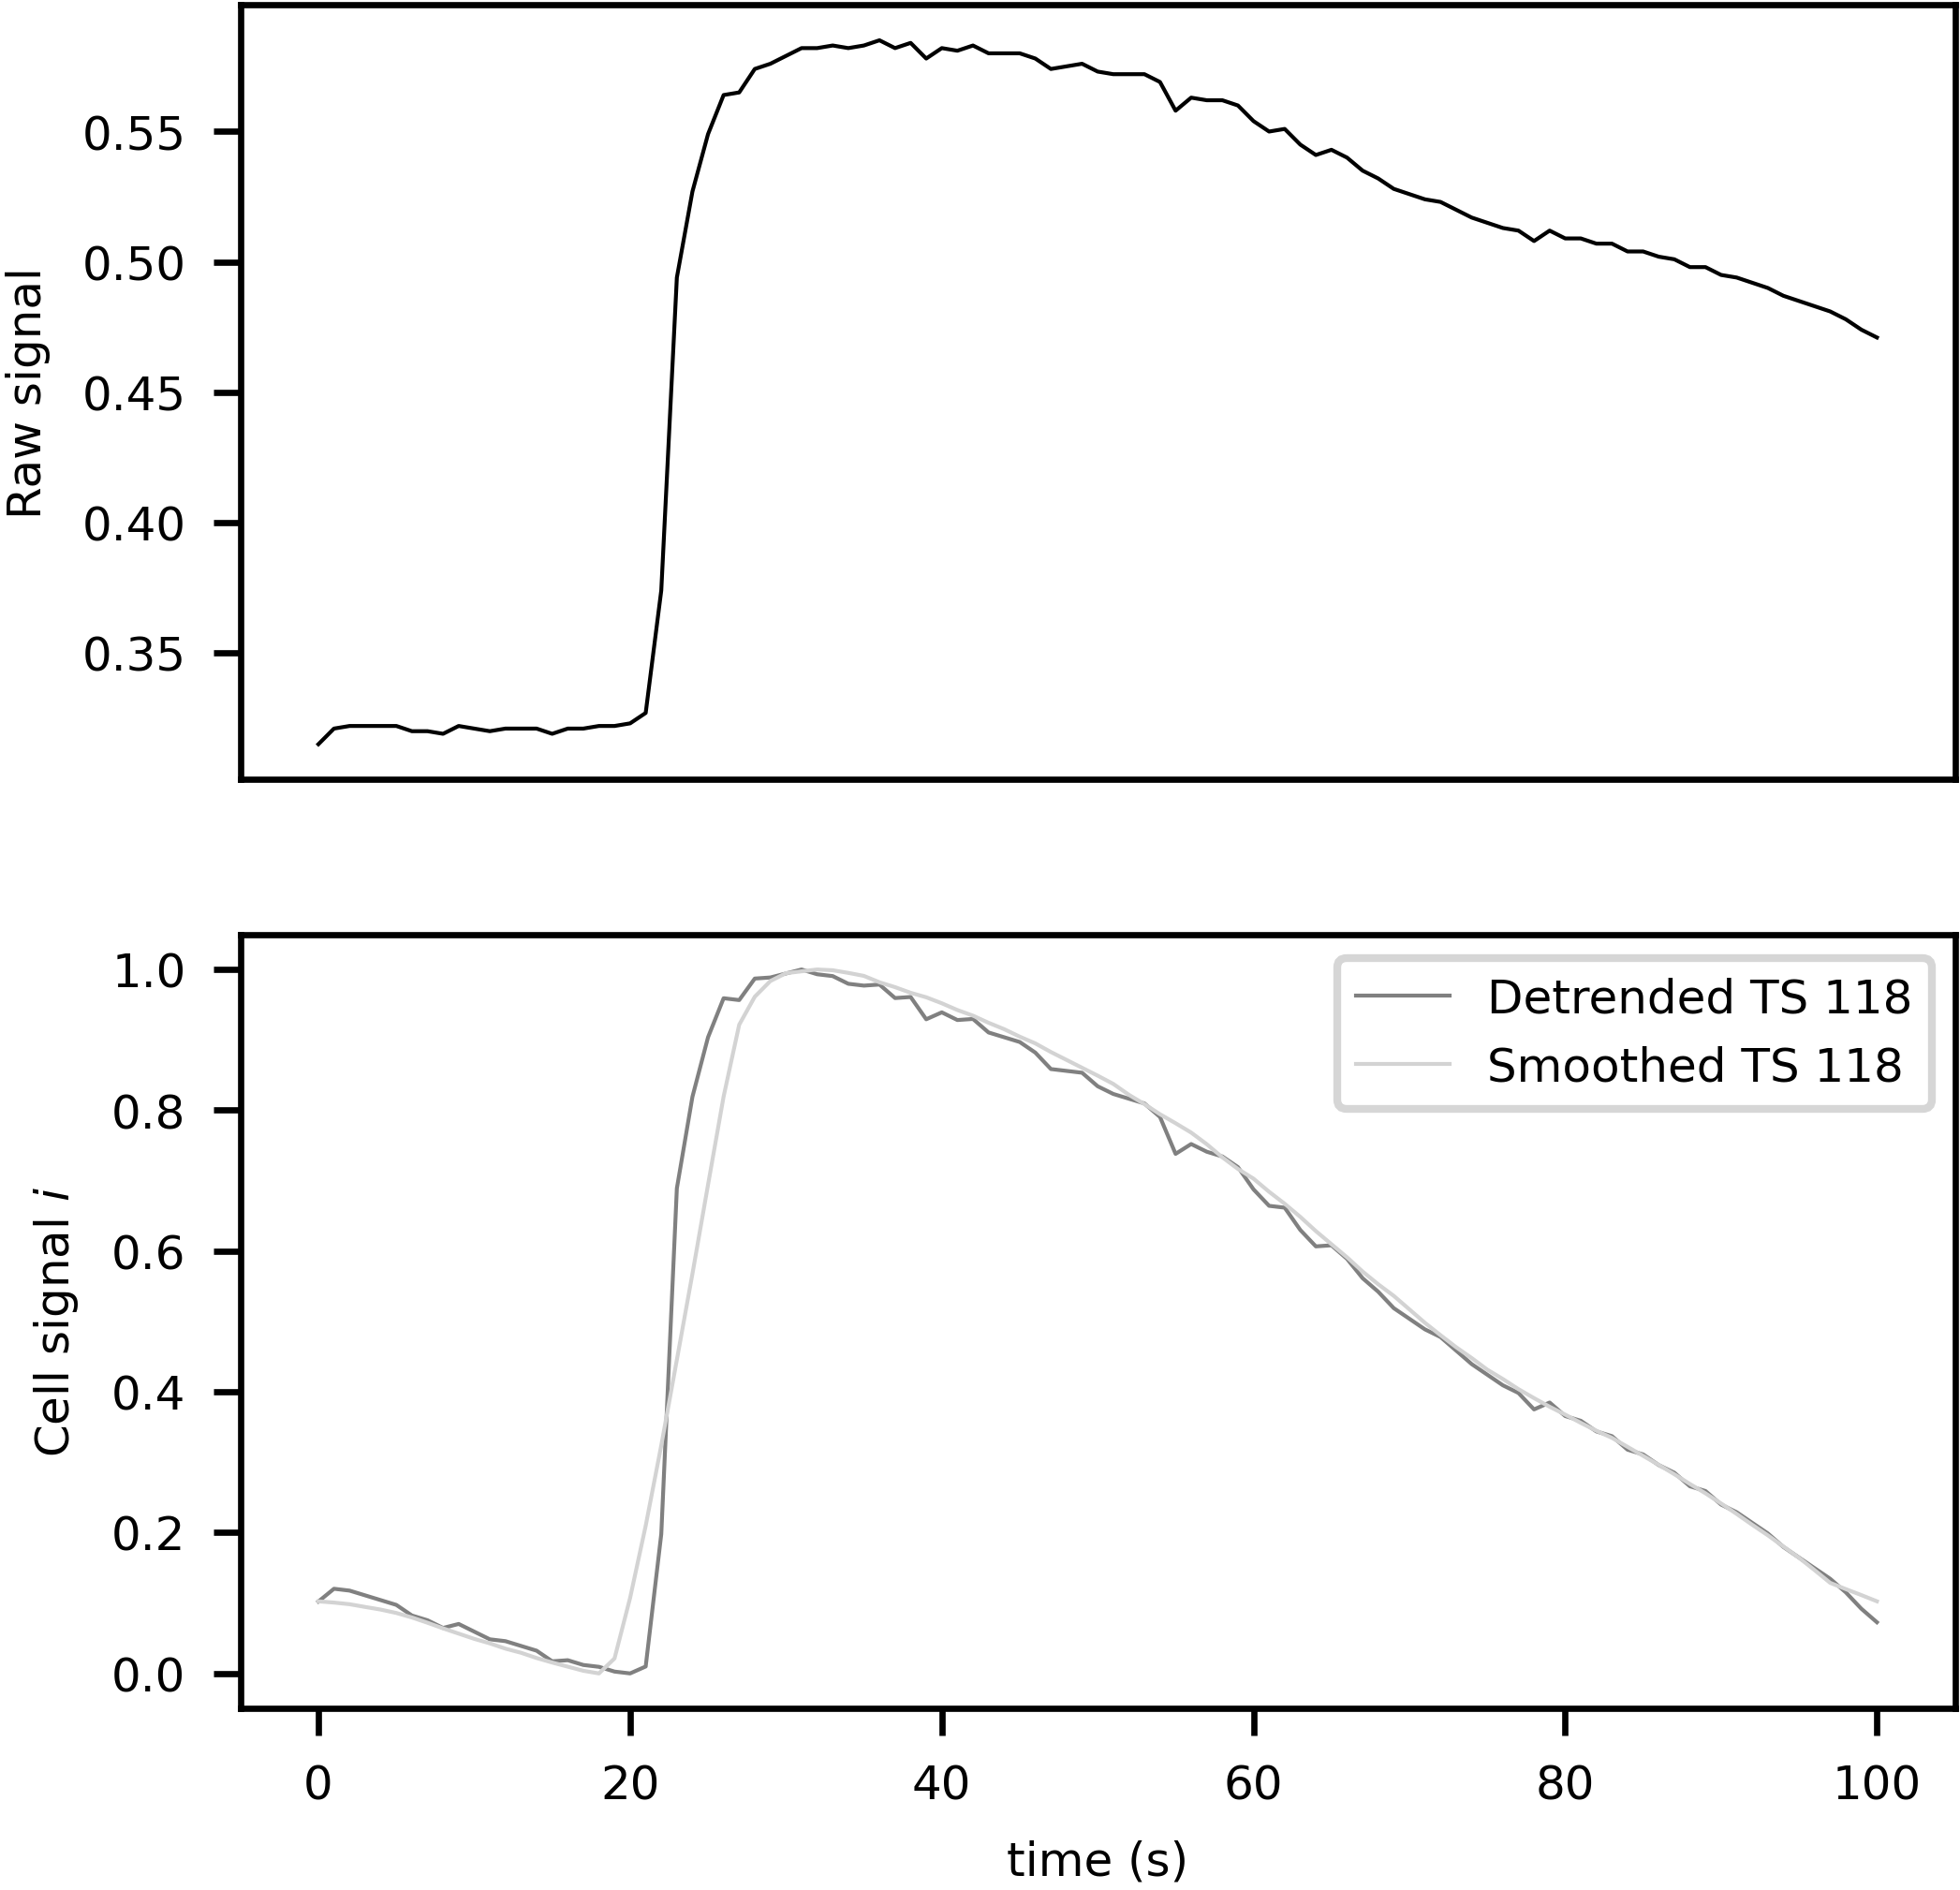 Raw signal
0.55
0.50
0.45
0.40
0.35
Cell signal i
1.0
0.8
0.6
0.4
0.2
0.0
Detrended TS 118
Smoothed TS 118
0 20 40 60 80 100
time (s)